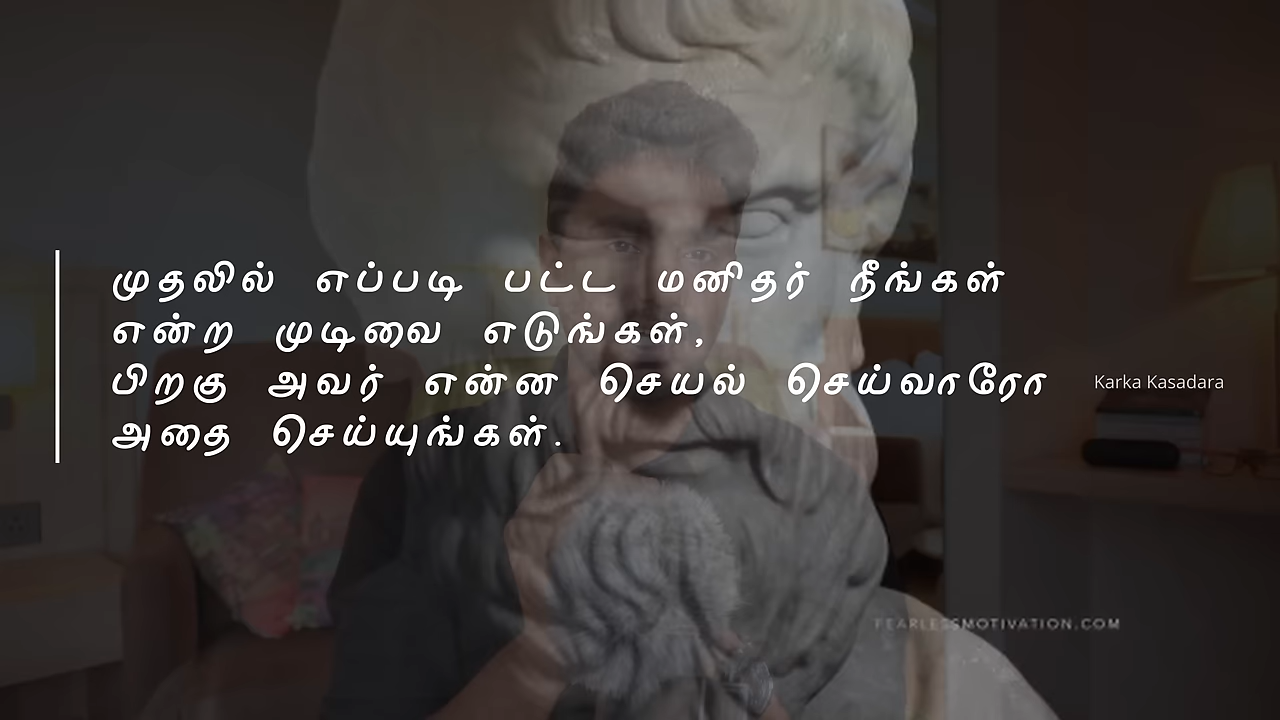 முதலில் எப்படி பட்ட மனிதர் நீங்கள்
என்ற முடிவை எடுங்கள்,
பிறகு அவர் என்ன செயல் செய்வாரோ
அதை செய்யுங்கள்.
Karka Kasadara
FEARLESSMOTIVATION.COM